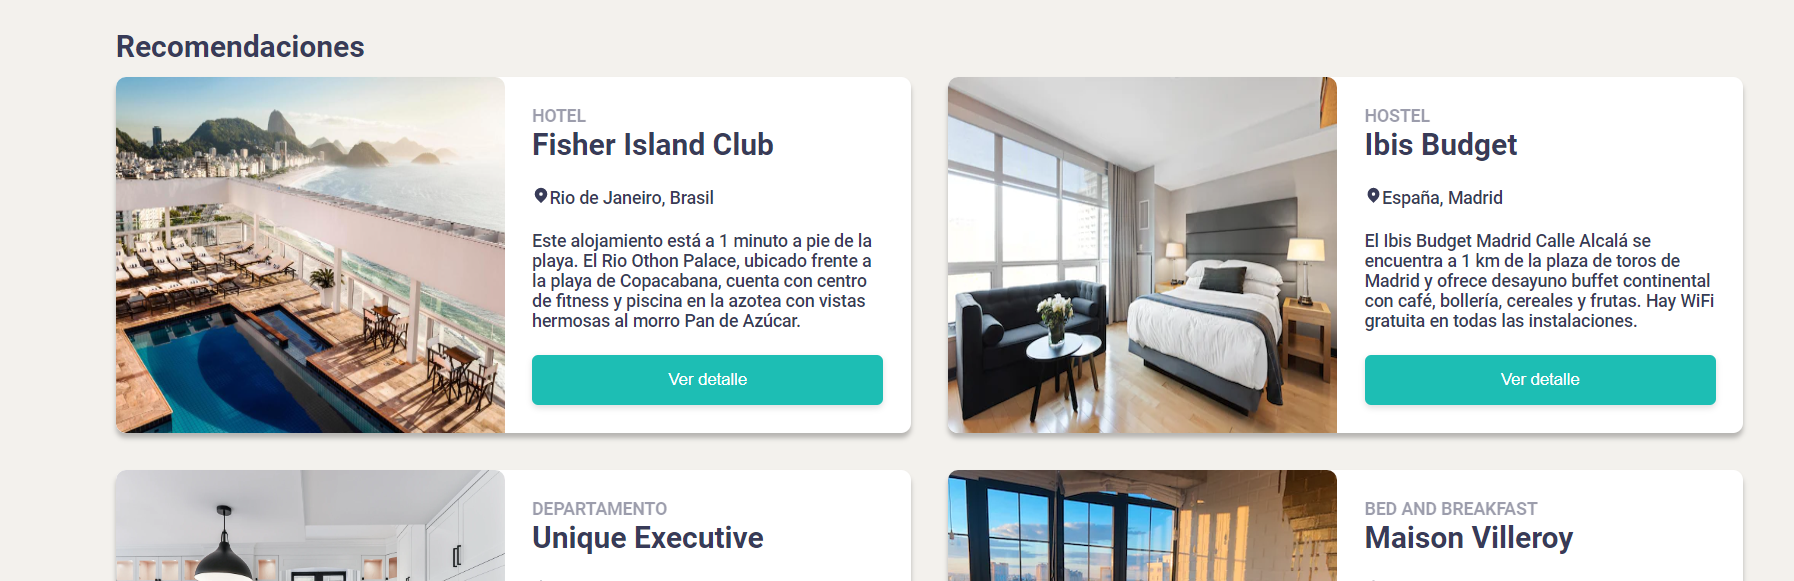 Recomendaciones
HOTEL
Fisher Island Club
Rio de Janeiro, Brasil
Este alojamiento está a 1 minuto a pie de la
playa. El Rio Othon Palace, ubicado frente a
la playa de Copacabana, cuenta con centro
de fitness y piscina en la azotea con vistas
hermosas al morro Pan de Azúcar.
Ver detalle
HOSTEL
Ibis Budget
España, Madrid
El Ibis Budget Madrid Calle Alcalá se
encuentra a 1 km de la plaza de toros de
Madrid y ofrece desayuno buffet continental
con café, bollería, cereales y frutas. Hay WiFi
gratuita en todas las instalaciones.
Ver detalle
DEPARTAMENTO
Unique Executive
BED AND BREAKFAST
Maison Villeroy